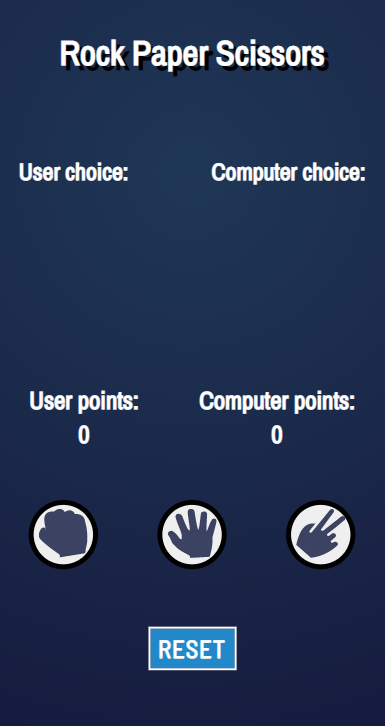 Rock Paper Scissors
User choice: Computer choice:
User points: Computer points:
0 0
RESET